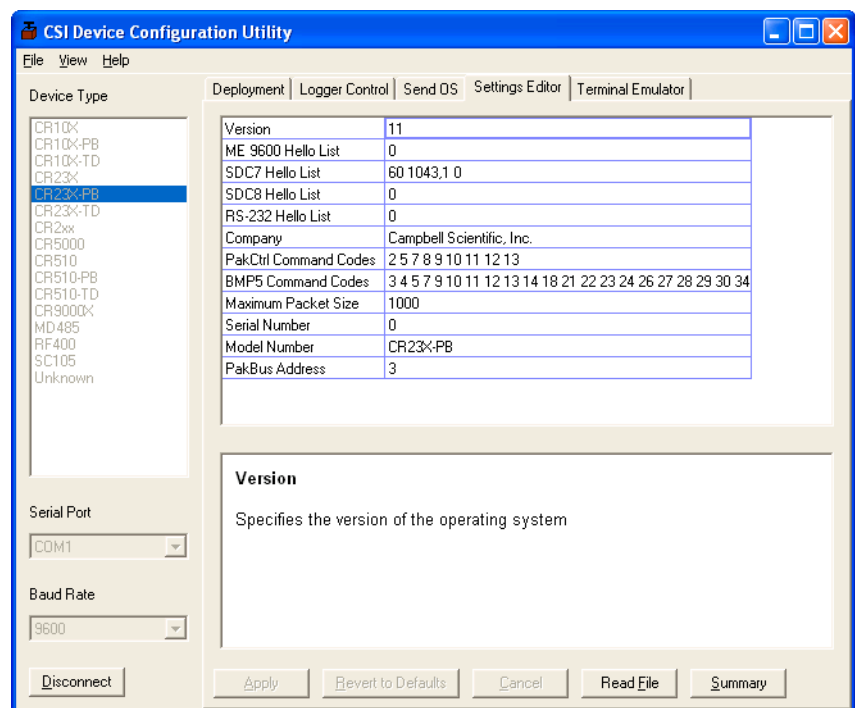 CSI Device Configuration Utility
File View Help
Device Type
CR10X
CR10X-PB
CR10X-TD
CR23X
CR23X-PB
CR23X-TD
CR2xx
CR5000
CR510
CR510-PB
CR510-TD
CR9000X
MD485
RF400
SC105
Unknown
Serial Port
COM1
Baud Rate
9600
Disconnect
Deployment Logger Control Send OS Settings Editor Terminal Emulator
Version 11
ME 9600 Hello List 0
SDC7 Hello List 60 1043,1 0
SDC8 Hello List 0
RS-232 Hello List 0
Company Campbell Scientific, Inc.
PakCtrl Command Codes 2 5 7 8 9 10 11 12 13
BMP5 Command Codes 3 4 5 7 9 10 11 12 13 14 18 21 22 23 24 26 27 28 29 30 34
Maximum Packet Size 1000
Serial Number 0
Model Number CR23X-PB
PakBus Address 3
Version
Specifies the version of the operating system
Apply Revert to Defaults Cancel Read File Summary